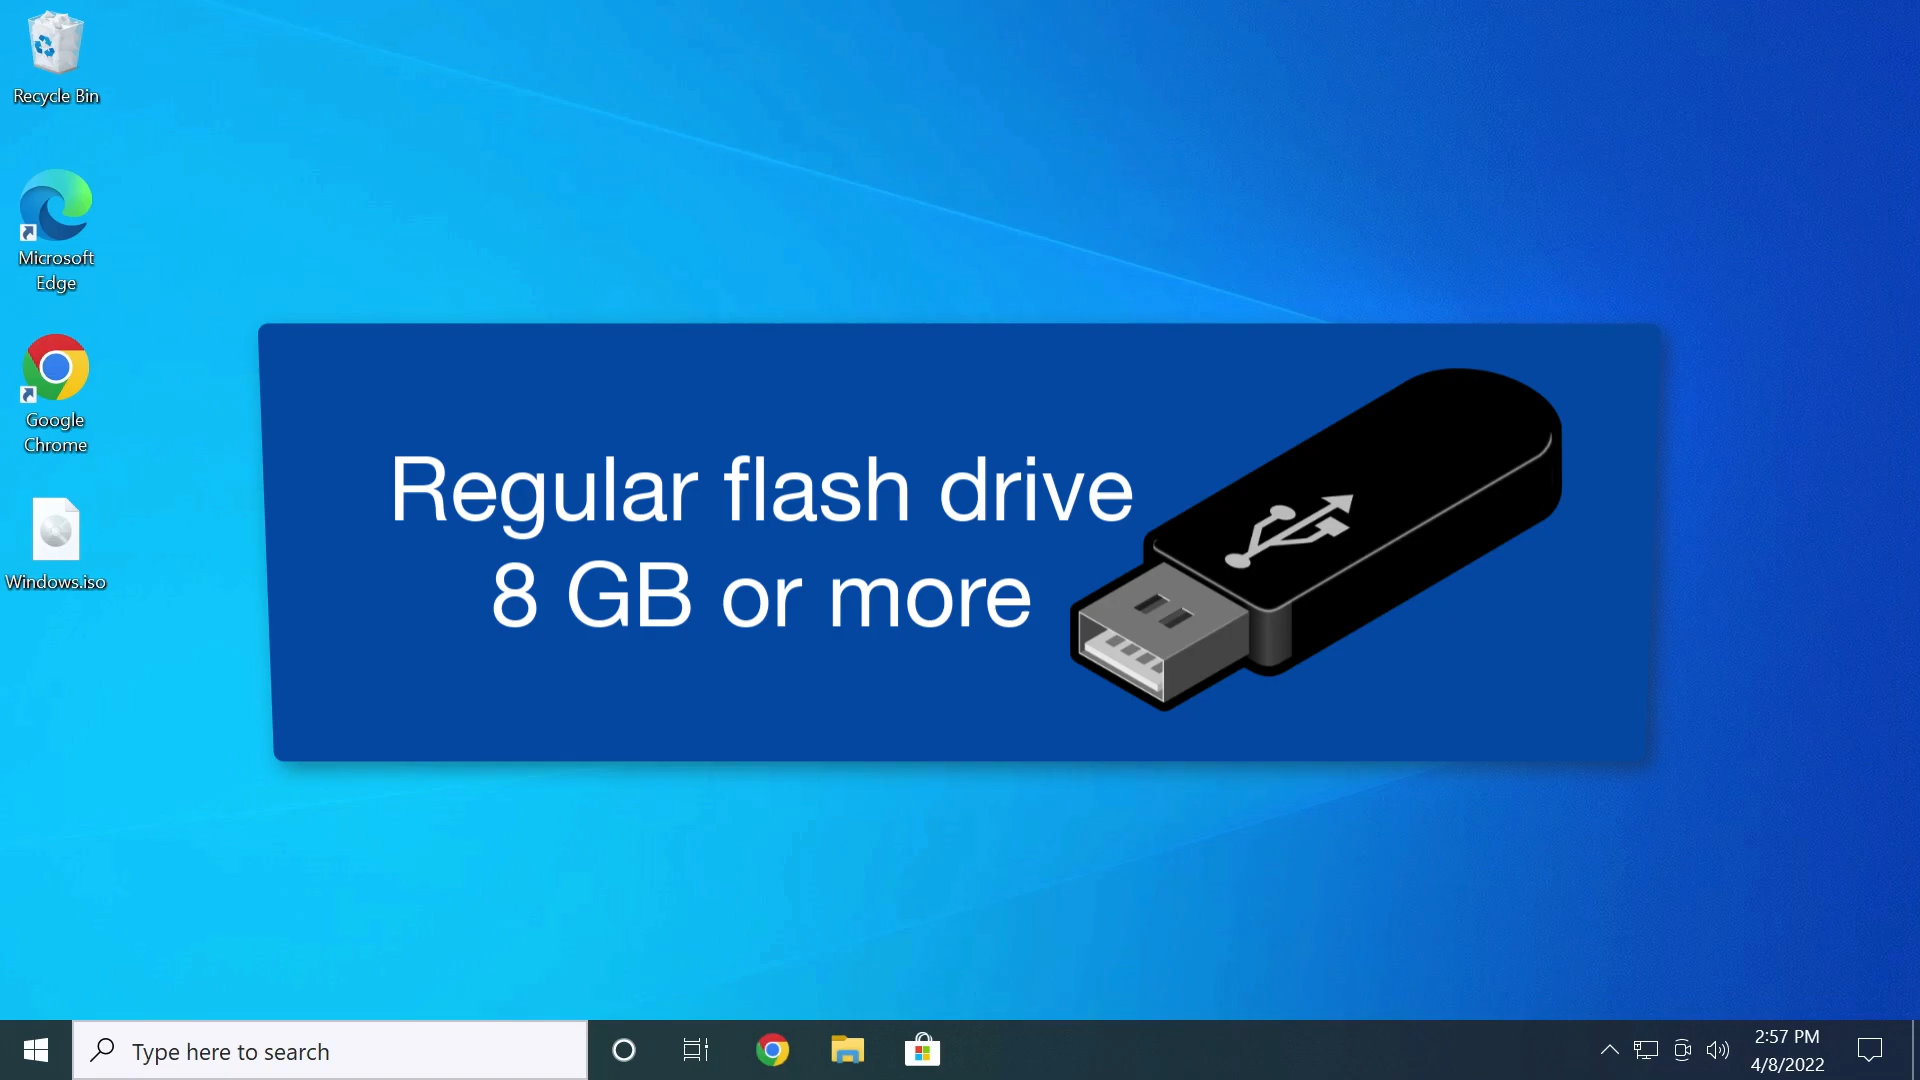 Recycle Bin
Microsoft
Edge
Google
Chrome
Windows.iso
Regular flash drive
8 GB or more
Type here to search
2:57 PM
4/8/2022